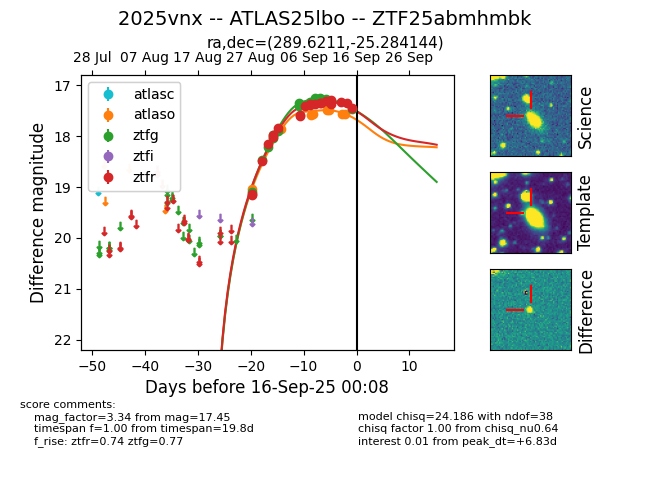 2025vnx -- ATLAS25lbo -- ZTF25abmhmbk
ra,dec=(289.6211,-25.284144)
28 Jul 07 Aug 17 Aug 27 Aug 06 Sep 16 Sep 26 Sep
17
18
19
20
21
22
Difference magnitude
atlasc
atlaso
ztfg
ztfi
ztfr
−50 −40 −30 −20 −10 0 10
Days before 16-Sep-25 00:08
Science
Template
Difference
score comments:
mag_factor=3.34 from mag=17.45
timespan f=1.00 from timespan=19.8d
f_rise: ztfr=0.74 ztfg=0.77
model chisq=24.186 with ndof=38
chisq factor 1.00 from chisq_nu0.64
interest 0.01 from peak_dt=+6.83d